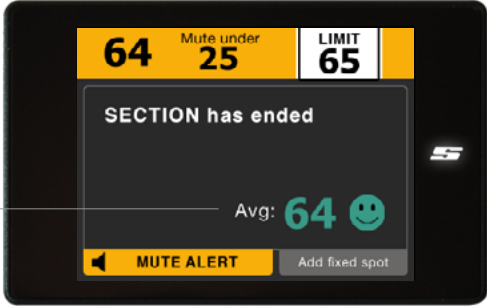 64 Mute under LIMIT
25 65
SECTION has ended
Avg: 64
MUTE ALERT Add fixed spot